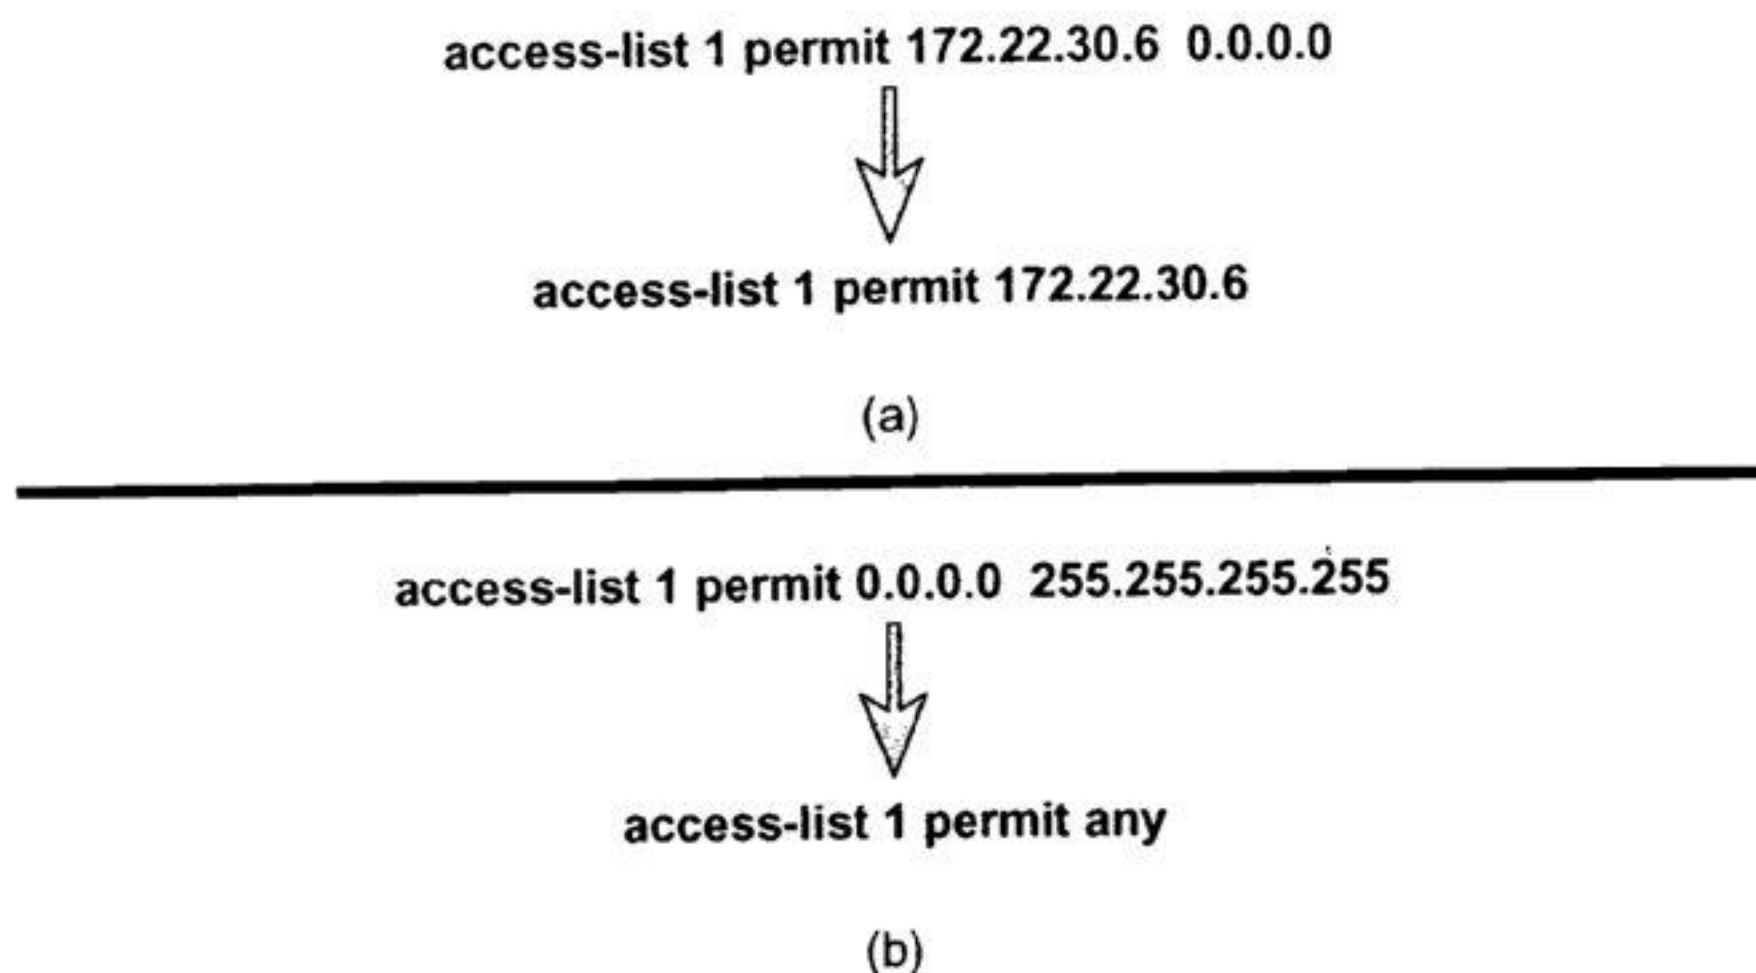 access-list 1 permit 172.22.30.6 0.0.0.0
access-list 1 permit 172.22.30.6
(a)
access-list 1 permit 0.0.0.0 255.255.255.255
access-list 1 permit any
(b)